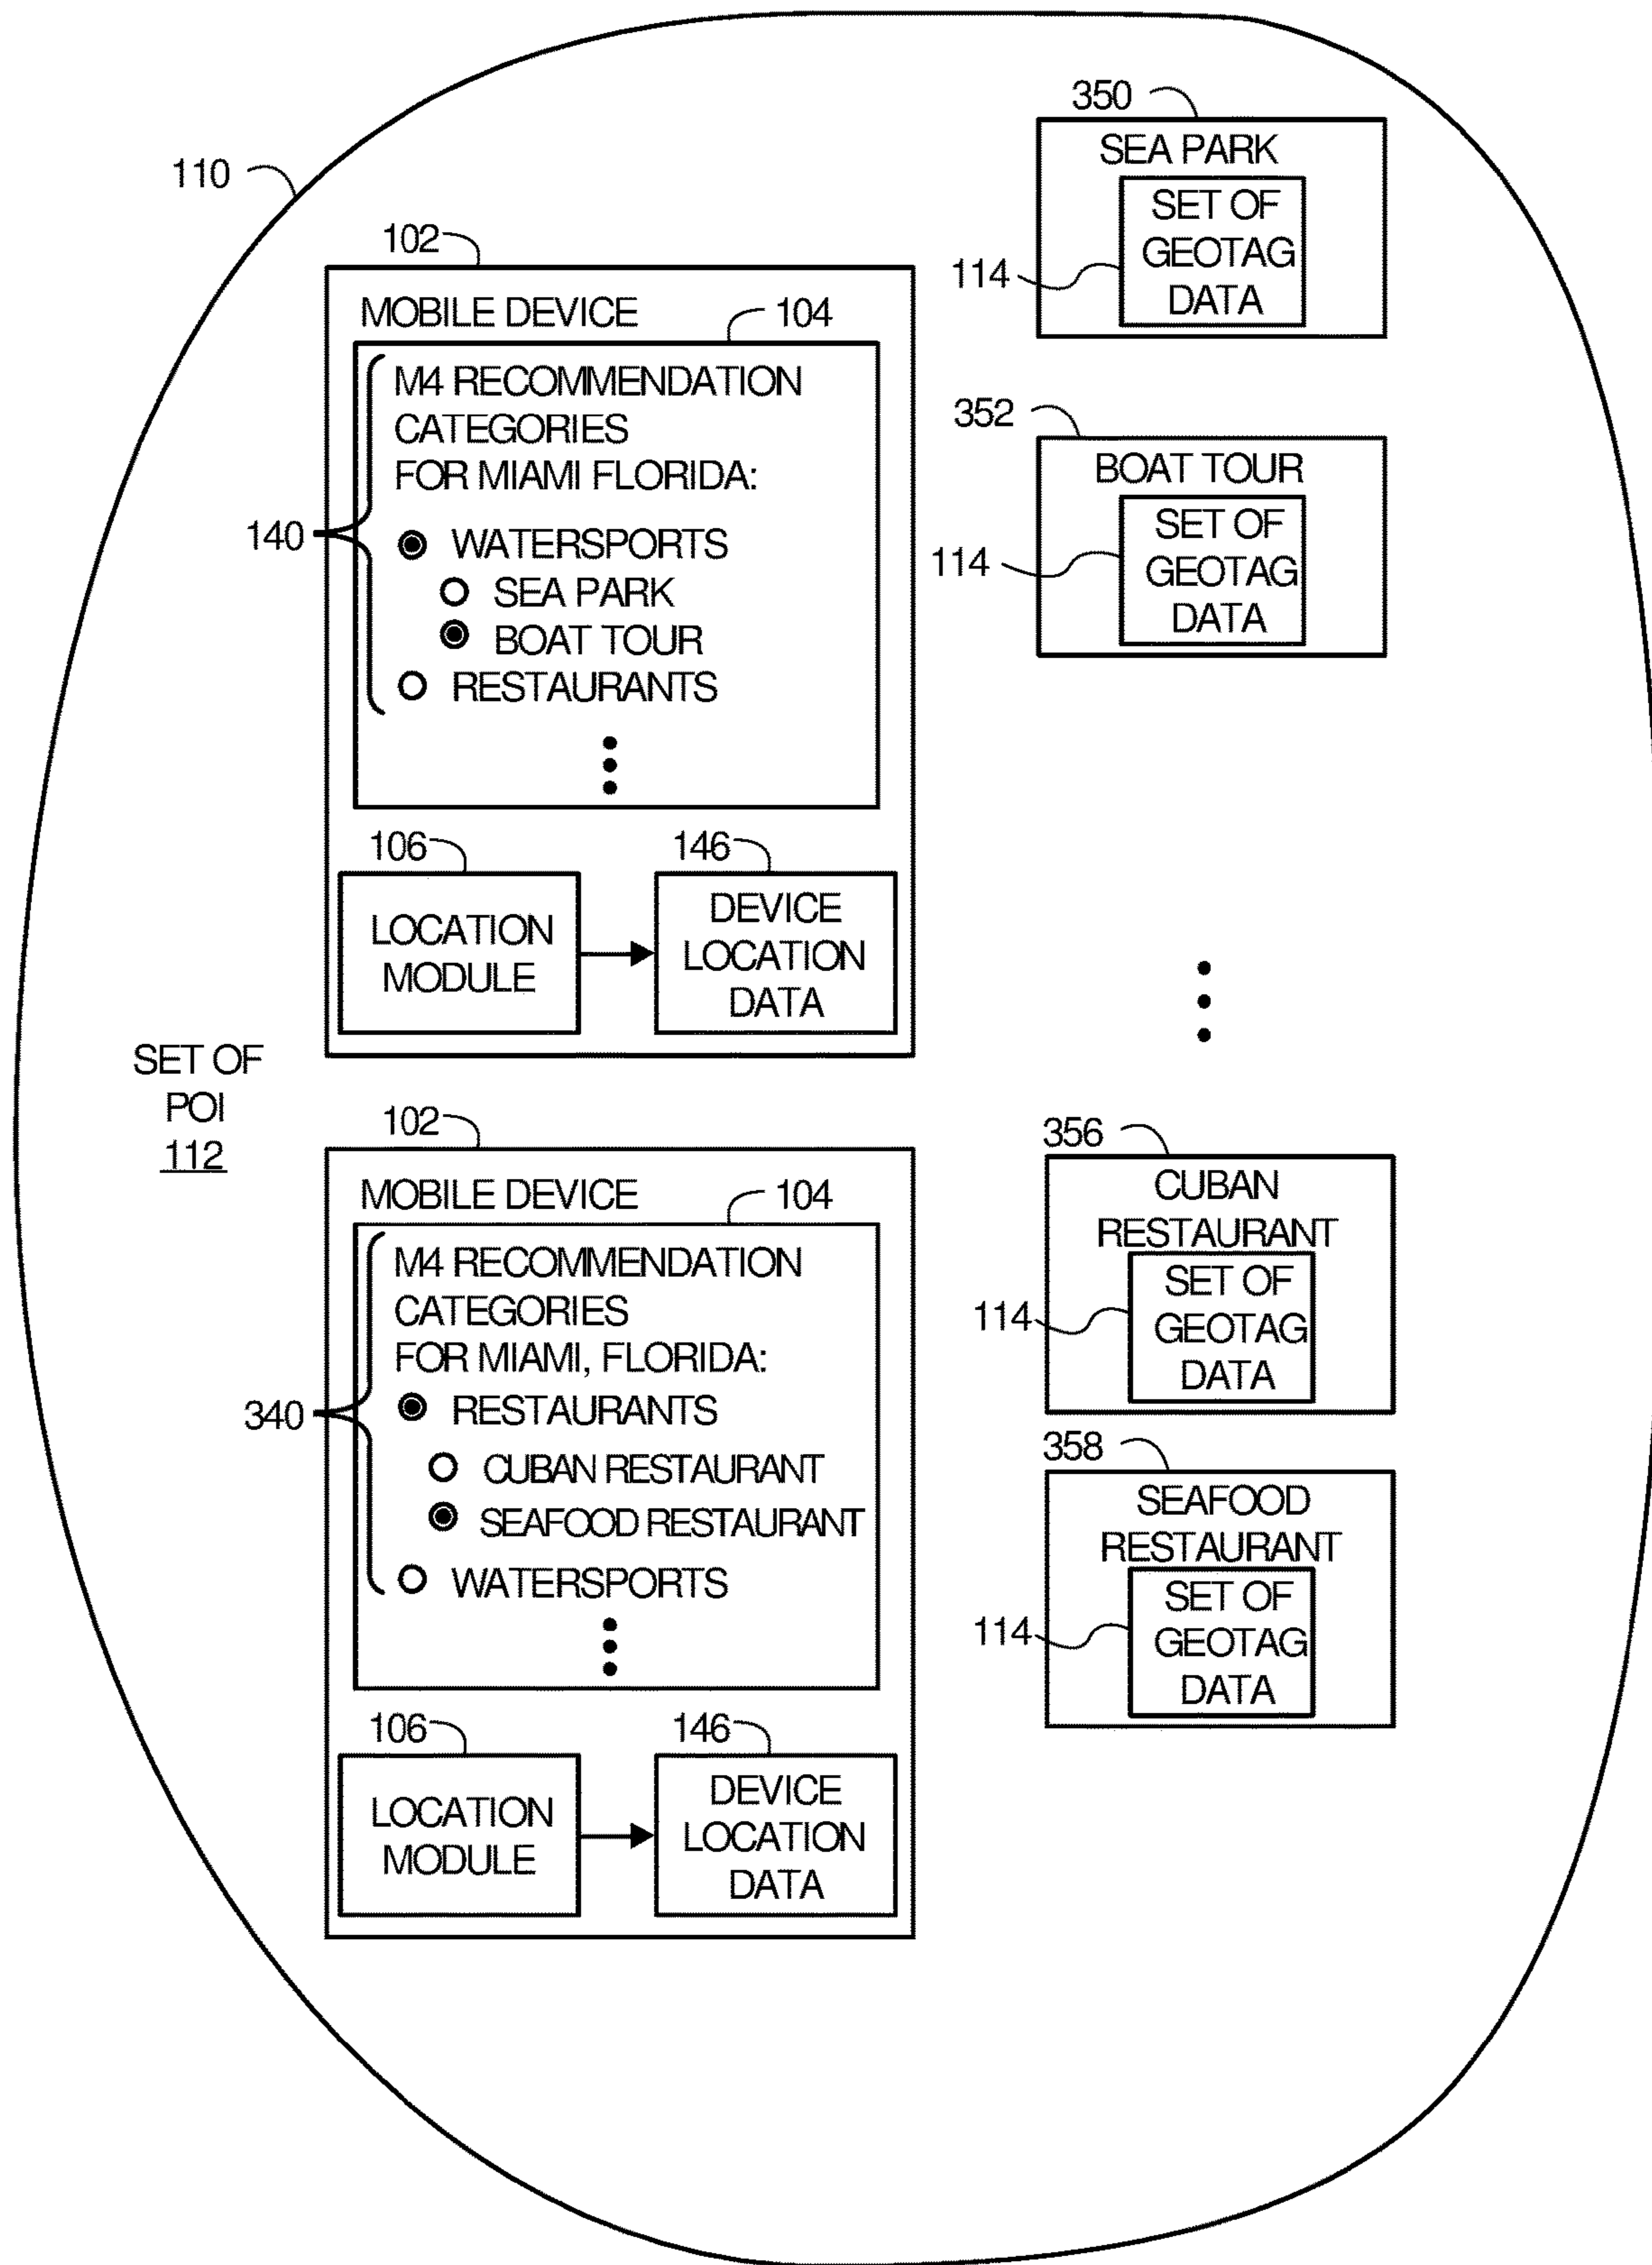 110
102
MOBILE DEVICE
104
M4 RECOMMENDATION
CATEGORIES
FOR MIAMI FLORIDA:
140
WATERSPORTS
SEA PARK
BOAT TOUR
RESTAURANTS
106
LOCATION
MODULE
146
DEVICE
LOCATION
DATA
350
SEA PARK
SET OF
GEOTAG
DATA
114
352
BOAT TOUR
SET OF
GEOTAG
DATA
114
SET OF
POI
112
102
MOBILE DEVICE
104
M4 RECOMMENDATION
CATEGORIES
FOR MIAMI, FLORIDA:
340
RESTAURANTS
CUBAN RESTAURANT
SEAFOOD RESTAURANT
WATERSPORTS
106
LOCATION
MODULE
146
DEVICE
LOCATION
DATA
356
CUBAN
RESTAURANT
SET OF
GEOTAG
DATA
114
358
SEAFOOD
RESTAURANT
SET OF
GEOTAG
DATA
114